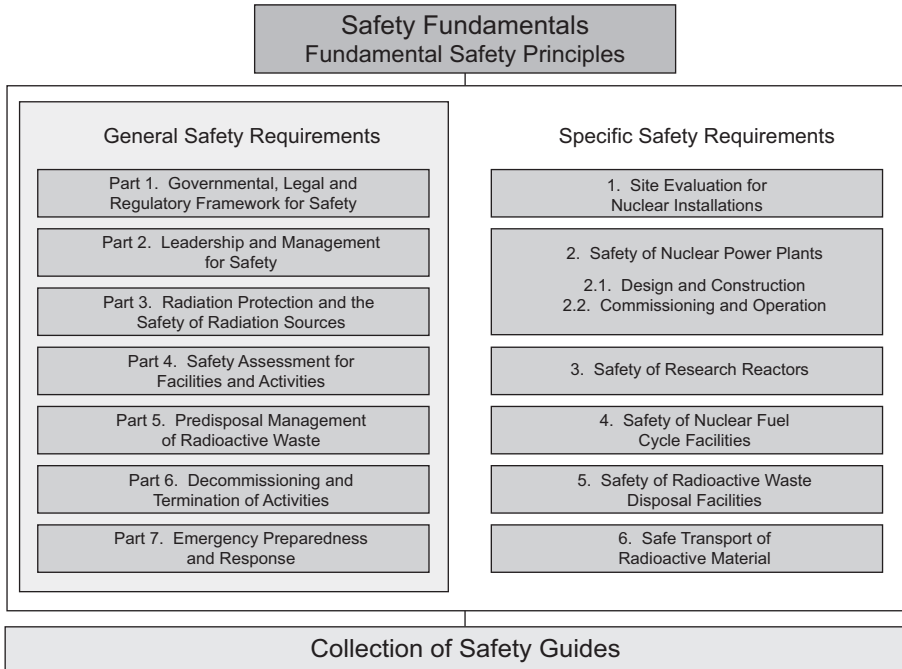 Safety Fundamentals
Fundamental Safety Principles
General Safety Requirements
Part 1. Governmental, Legal and
Regulatory Framework for Safety
Part 2. Leadership and Management
for Safety
Part 3. Radiation Protection and the
Safety of Radiation Sources
Part 4. Safety Assessment for
Facilities and Activities
Part 5. Predisposal Management
of Radioactive Waste
Part 6. Decommissioning and
Termination of Activities
Part 7. Emergency Preparedness
and Response
Specific Safety Requirements
1. Site Evaluation for
Nuclear Installations
2. Safety of Nuclear Power Plants
2.1. Design and Construction
2.2. Commissioning and Operation
3. Safety of Research Reactors
4. Safety of Nuclear Fuel
Cycle Facilities
5. Safety of Radioactive Waste
Disposal Facilities
6. Safe Transport of
Radioactive Material
Collection of Safety Guides